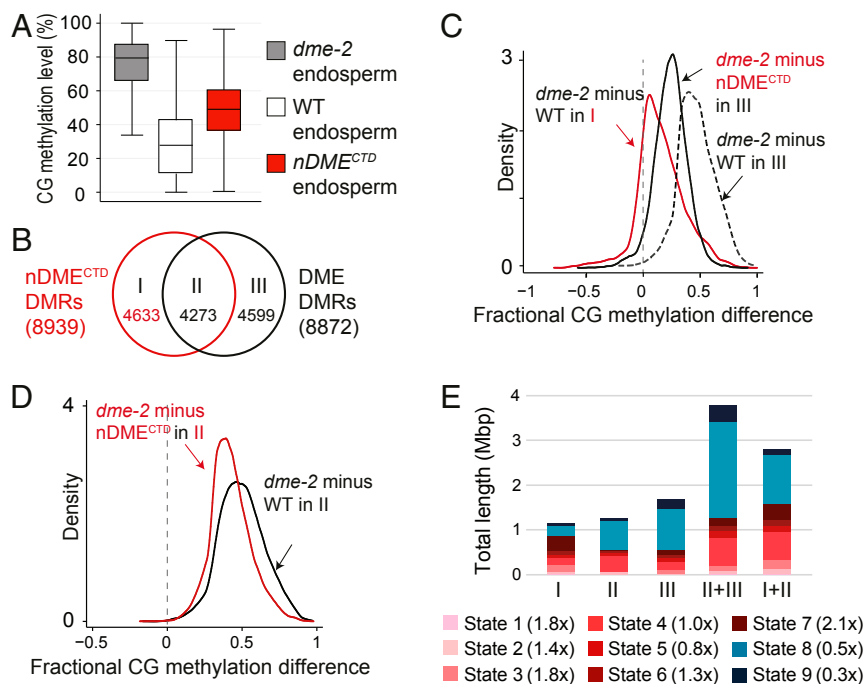 A
CG methylation level (%)
100
80
60
40
20
0
dme-2
endosperm
WT
endosperm
nDME^CTD
endosperm
B
nDME^CTD
DMRs
(8939)
I
4633
II
4273
III
4599
DME
DMRs
(8872)
C
Density
3
0
dme-2 minus
WT in I
dme-2 minus
nDME^CTD
in III
dme-2 minus
WT in III
−1 −0.5 0 0.5 1
Fractional CG methylation difference
D
Density
4
0
dme-2 minus
nDME^CTD in II
dme-2 minus
WT in II
−0.5 0 0.5 1
Fractional CG methylation difference
E
Total length (Mbp)
4
3
2
1
0
I II III II+III I+II
State 1 (1.8x) State 4 (1.0x) State 7 (2.1x)
State 2 (1.4x) State 5 (0.8x) State 8 (0.5x)
State 3 (1.8x) State 6 (1.3x) State 9 (0.3x)